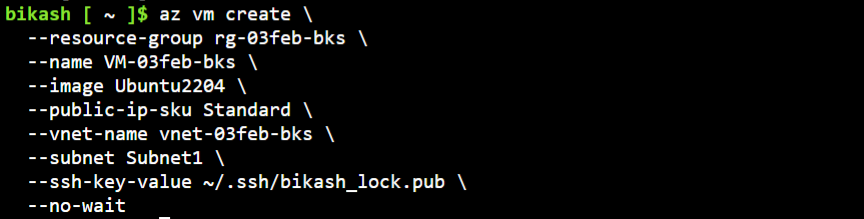 bikash [ ~ ]$ az vm create \
  --resource-group rg-03feb-bks \
  --name VM-03feb-bks \
  --image Ubuntu2204 \
  --public-ip-sku Standard \
  --vnet-name vnet-03feb-bks \
  --subnet Subnet1 \
  --ssh-key-value ~/.ssh/bikash_lock.pub \
  --no-wait